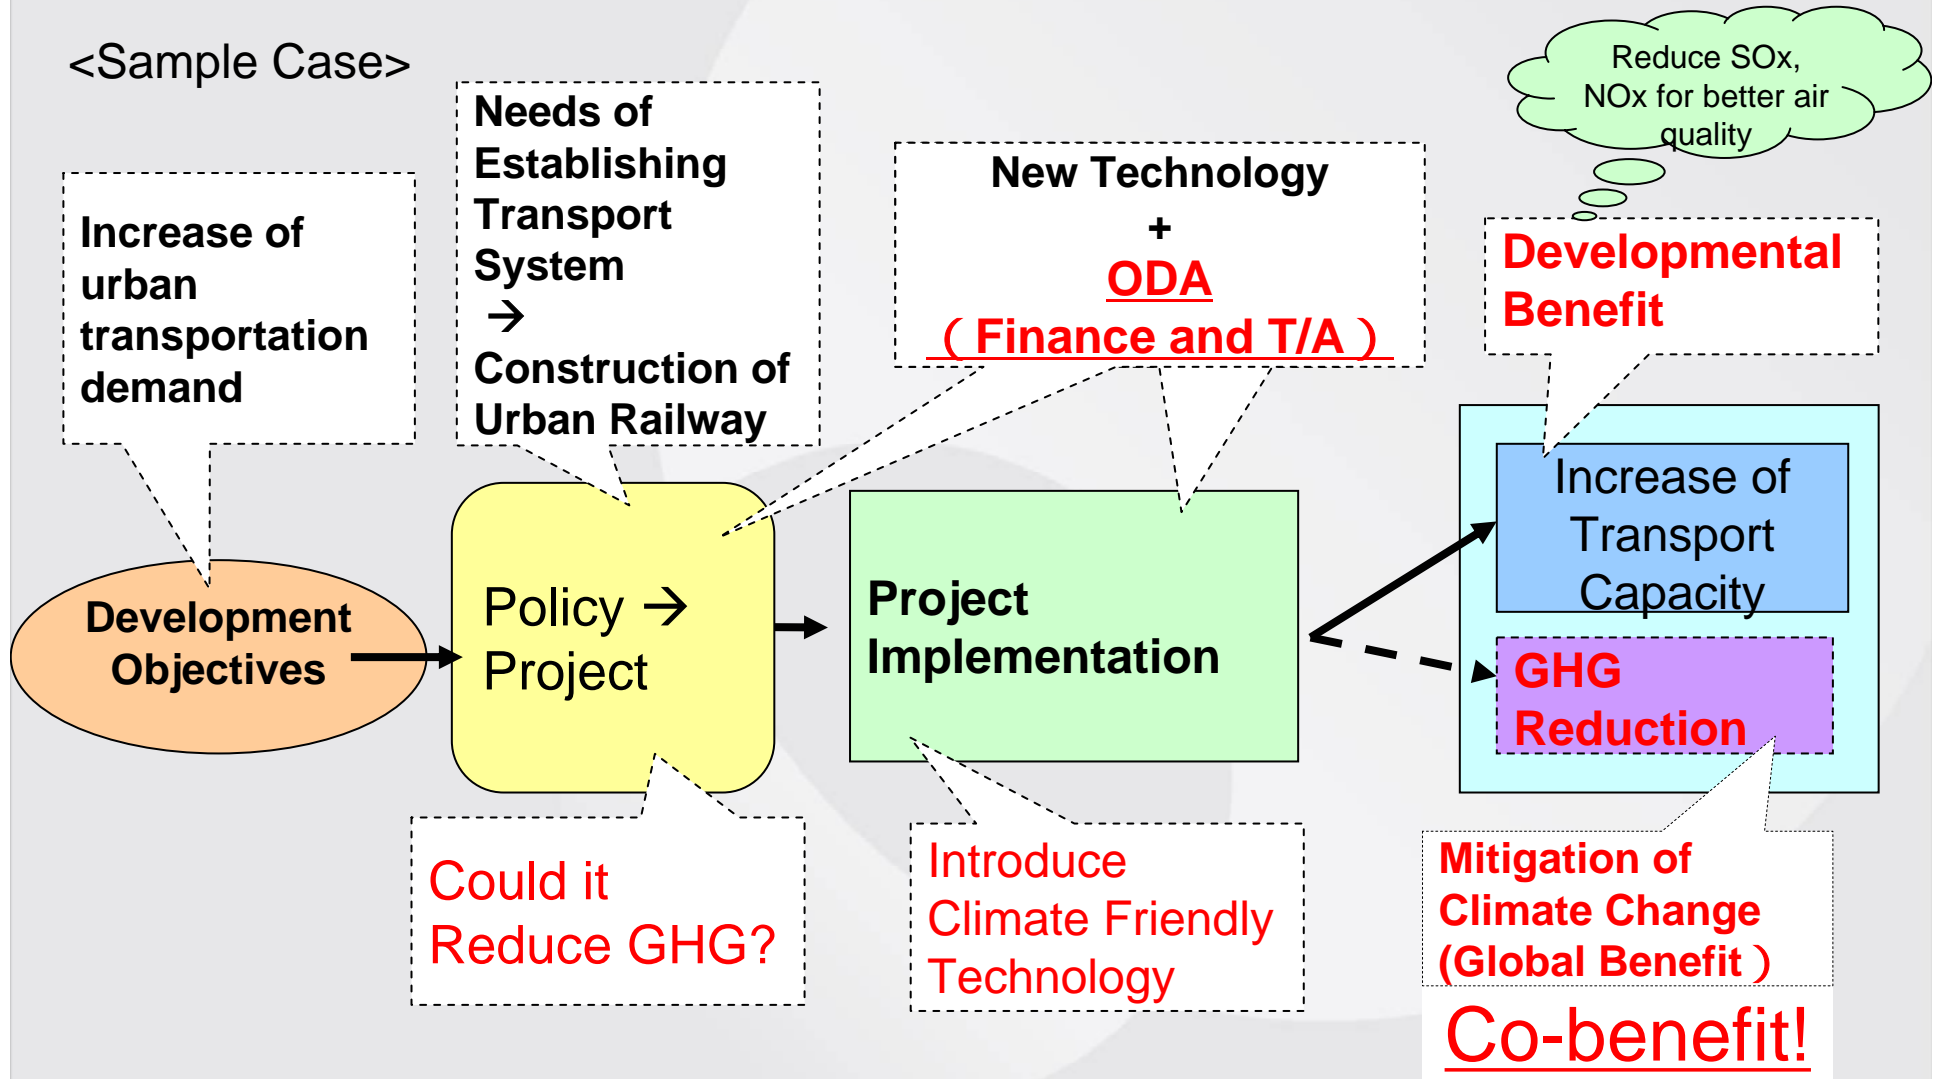 <Sample Case>
Increase of
urban
transportation
demand
Needs of
Establishing
Transport
System
→
Construction of
Urban Railway
New Technology
+
ODA
（Finance and T/A）
Reduce SOx,
NOx for better air
quality
Developmental
Benefit
Development
Objectives
Policy →
Project
Project
Implementation
Increase of
Transport
Capacity
GHG
Reduction
Could it
Reduce GHG?
Introduce
Climate Friendly
Technology
Mitigation of
Climate Change
(Global Benefit）
Co-benefit!